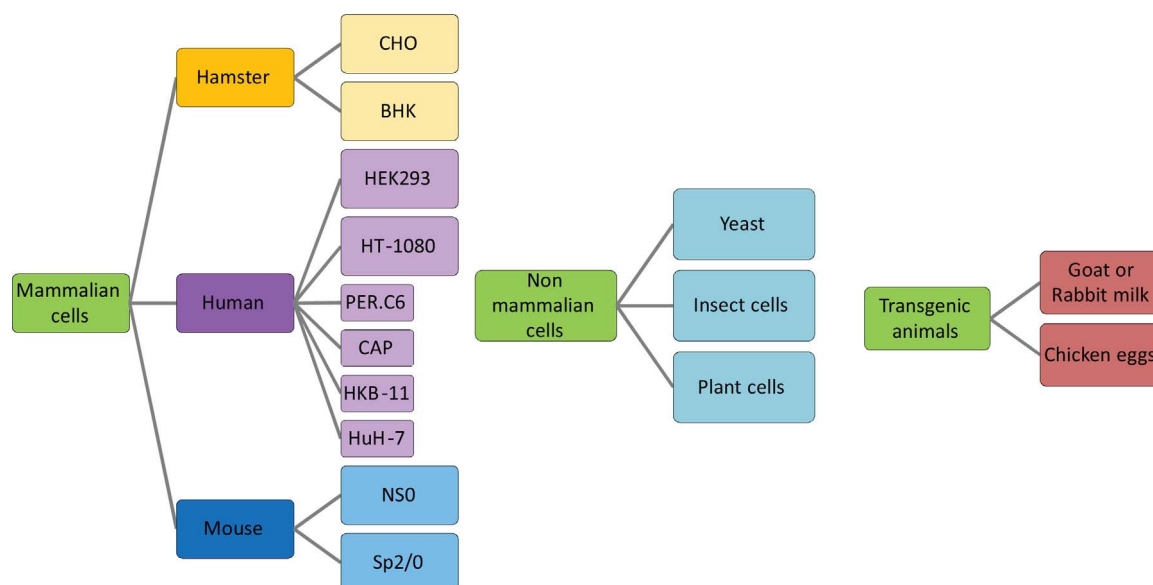 Mammalian
cells
Hamster
CHO
BHK
Human
HEK293
HT-1080
PER.C6
CAP
HKB-11
HuH-7
Mouse
NS0
Sp2/0
Non
mammalian
cells
Yeast
Insect cells
Plant cells
Transgenic
animals
Goat or
Rabbit milk
Chicken eggs